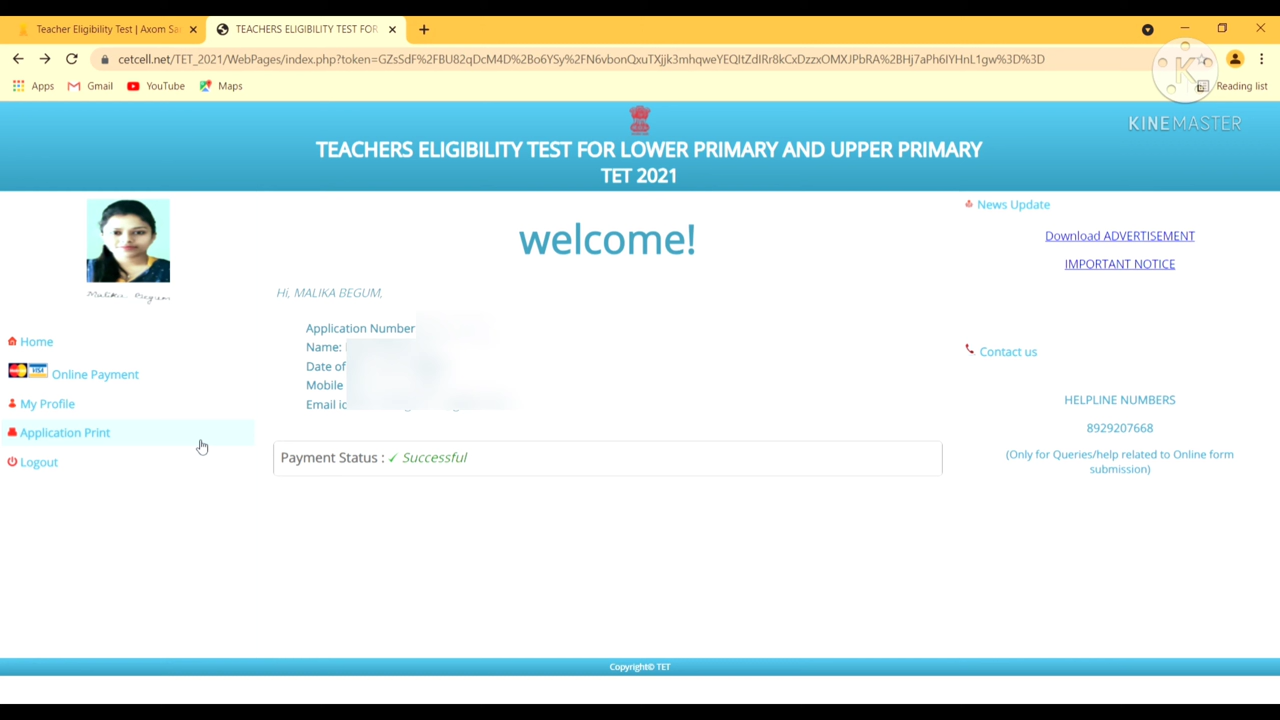 Teacher Eligibility Test | Axom Sa
TEACHERS ELIGIBILITY TEST FOR
cetcell.net/TET_2021/WebPages/index.php?token=GZsSdF%2FBU82qDcM4D%2Bo6YSy%2FN6vbonQxuTXjjk3mhqweYEQItZdIRr8kCxDzzxOMXJPbRA%2BHj7aPh6IYHnL1gw%3D%3D
Apps
Gmail
YouTube
Maps
Reading list
K
KINEMASTER
TEACHERS ELIGIBILITY TEST FOR LOWER PRIMARY AND UPPER PRIMARY
TET 2021
Malika Begum
Home
Online Payment
My Profile
Application Print
Logout
welcome!
Hi, MALIKA BEGUM,
Application Number
Name:
Date of
Mobile
Email id
Payment Status : ✓ Successful
News Update
Download ADVERTISEMENT
IMPORTANT NOTICE
Contact us
HELPLINE NUMBERS
8929207668
(Only for Queries/help related to Online form
submission)
Copyright© TET